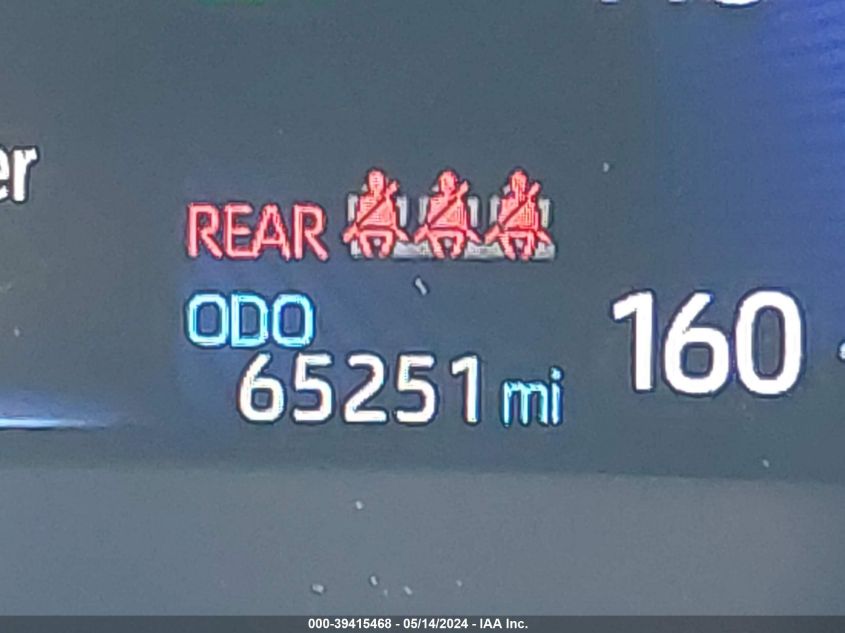 er
REAR
ODO
65251 mi
160
000-39415468 - 05/14/2024 - IAA Inc.